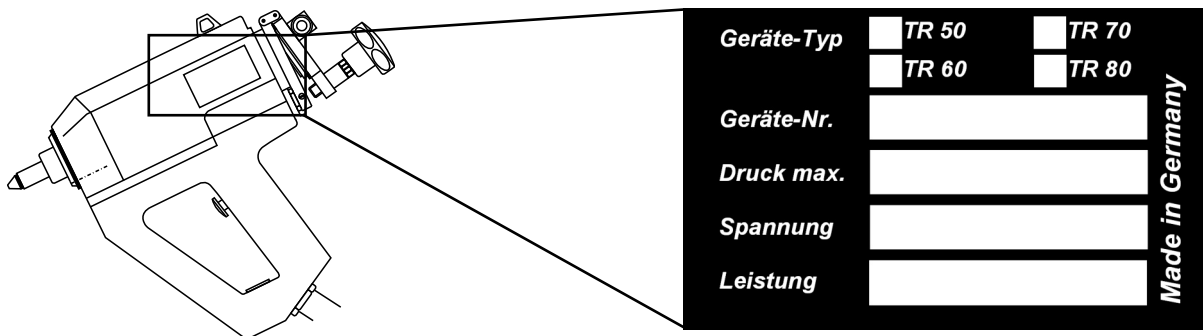 Geräte-Typ TR 50 TR 70
TR 60 TR 80
Geräte-Nr.
Druck max.
Spannung
Leistung
Made in Germany